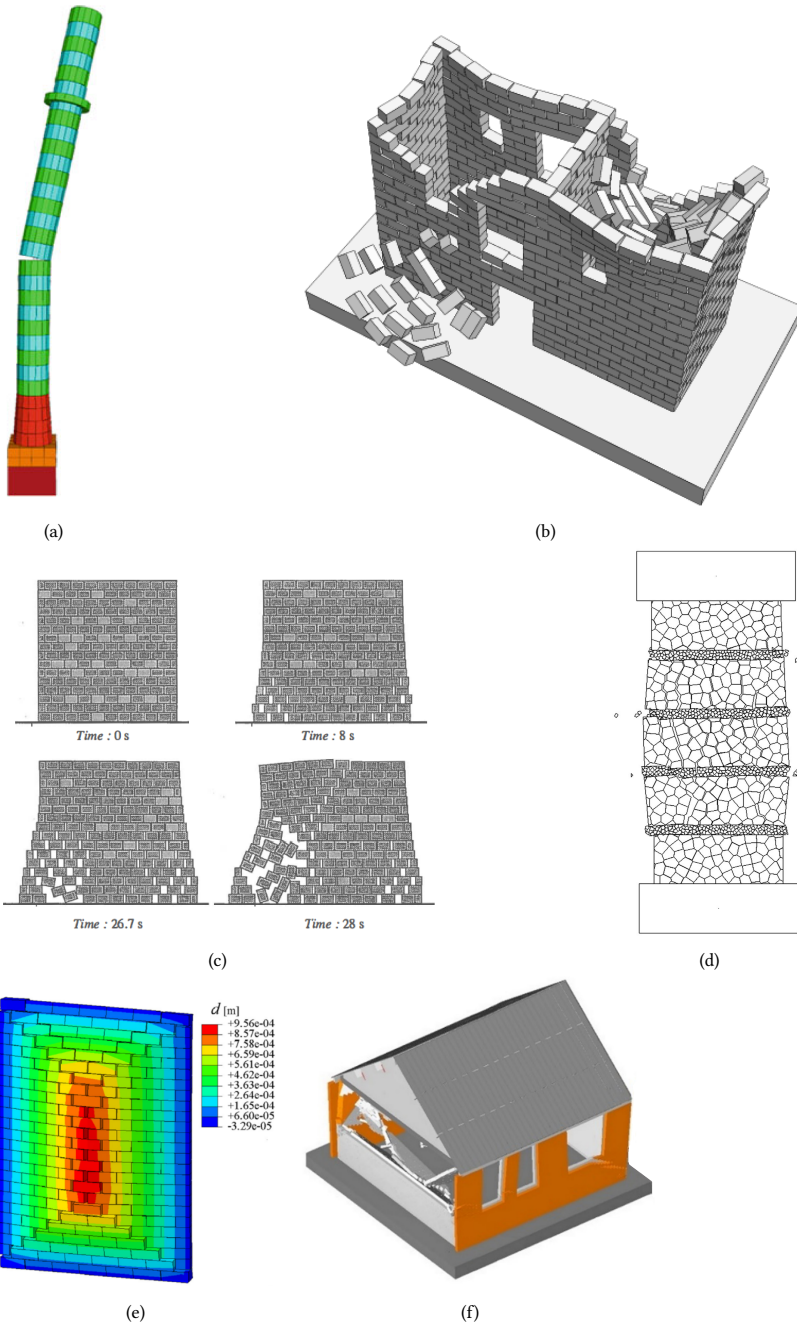 (a)
(b)
Time : 0 s
Time : 8 s
Time : 26.7 s
Time : 28 s
(c)
(d)
d [m]
+9.56e-04
+8.57e-04
+7.58e-04
+6.59e-04
+5.61e-04
+4.62e-04
+3.63e-04
+2.64e-04
+1.65e-04
+6.60e-05
-3.29e-05
(e)
(f)